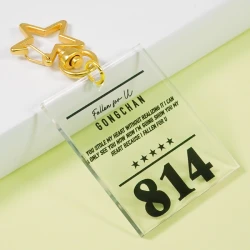 Fallen for U
GONGCHAN
YOU STOLE MY HEART WITHOUT REALIZING IT I CAN
ONLY SEE YOU NOW NOW I'M GOING SHOW YOU MY
HEART BECAUSE I FALLEN FOR U
814